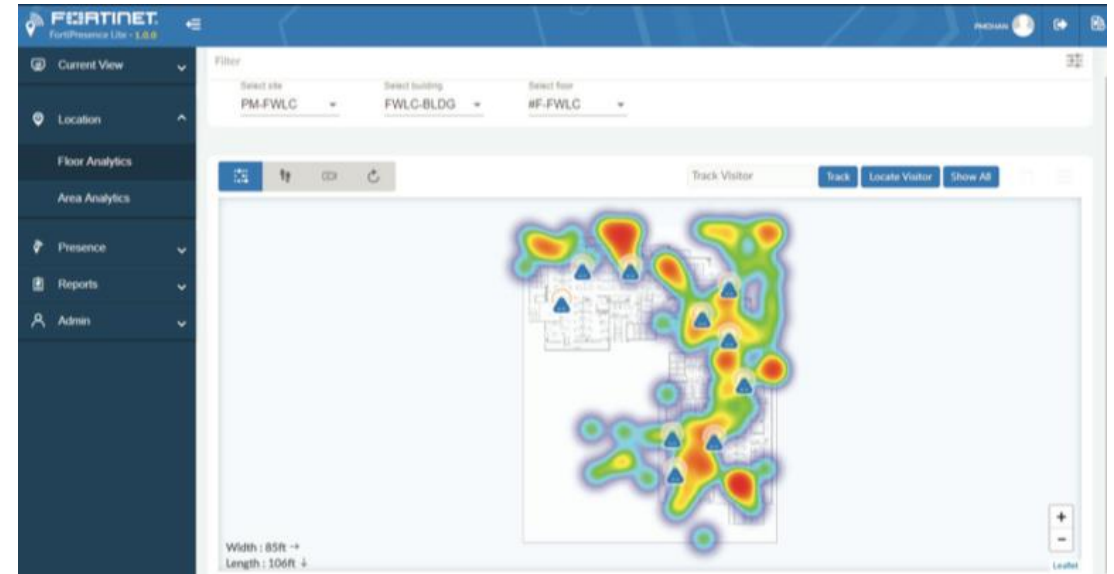 FORTINET.
FortiPresence Lite - 1.0.0
PMOHAN
Current View
Location
Floor Analytics
Area Analytics
Presence
Reports
Admin
Filter
Select site Select building Select floor
PM-FWLC FWLC-BLDG #F-FWLC
Track Visitor Track Locate Visitor Show All
+
−
Width : 85ft →
Length : 106ft ↓
Leaflet